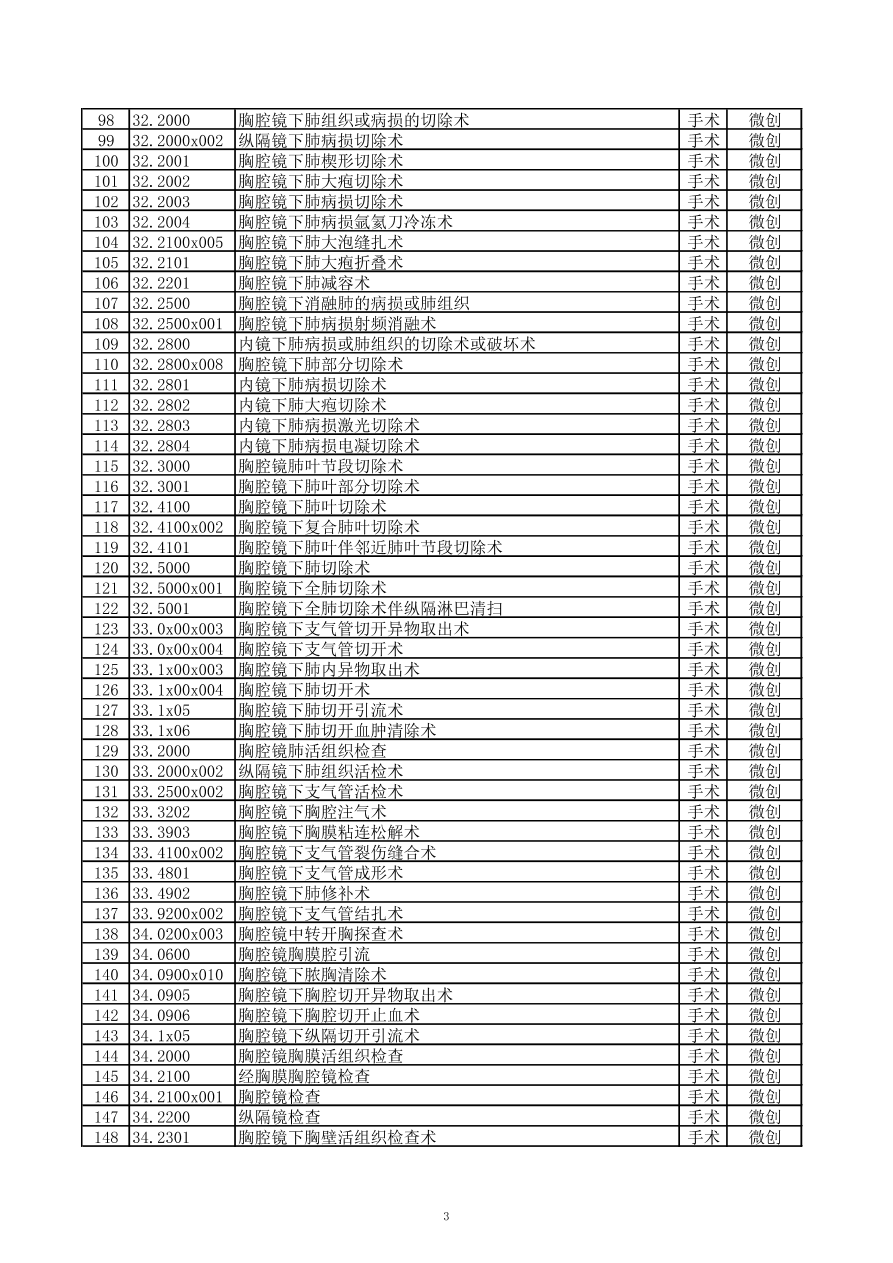 98 32.2000 胸腔镜下肺组织或病损的切除术 手术 微创
99 32.2000x002 纵隔镜下肺病损切除术 手术 微创
100 32.2001 胸腔镜下肺楔形切除术 手术 微创
101 32.2002 胸腔镜下肺大疱切除术 手术 微创
102 32.2003 胸腔镜下肺病损切除术 手术 微创
103 32.2004 胸腔镜下肺病损氩氦刀冷冻术 手术 微创
104 32.2100x005 胸腔镜下肺大泡缝扎术 手术 微创
105 32.2101 胸腔镜下肺大疱折叠术 手术 微创
106 32.2201 胸腔镜下肺减容术 手术 微创
107 32.2500 胸腔镜下消融肺的病损或肺组织 手术 微创
108 32.2500x001 胸腔镜下肺病损射频消融术 手术 微创
109 32.2800 内镜下肺病损或肺组织的切除术或破坏术 手术 微创
110 32.2800x008 胸腔镜下肺部分切除术 手术 微创
111 32.2801 内镜下肺病损切除术 手术 微创
112 32.2802 内镜下肺大疱切除术 手术 微创
113 32.2803 内镜下肺病损激光切除术 手术 微创
114 32.2804 内镜下肺病损电凝切除术 手术 微创
115 32.3000 胸腔镜肺叶节段切除术 手术 微创
116 32.3001 胸腔镜下肺叶部分切除术 手术 微创
117 32.4100 胸腔镜下肺叶切除术 手术 微创
118 32.4100x002 胸腔镜下复合肺叶切除术 手术 微创
119 32.4101 胸腔镜下肺叶伴邻近肺叶节段切除术 手术 微创
120 32.5000 胸腔镜下肺切除术 手术 微创
121 32.5000x001 胸腔镜下全肺切除术 手术 微创
122 32.5001 胸腔镜下全肺切除术伴纵隔淋巴清扫 手术 微创
123 33.0x00x003 胸腔镜下支气管切开异物取出术 手术 微创
124 33.0x00x004 胸腔镜下支气管切开术 手术 微创
125 33.1x00x003 胸腔镜下肺内异物取出术 手术 微创
126 33.1x00x004 胸腔镜下肺切开术 手术 微创
127 33.1x05 胸腔镜下肺切开引流术 手术 微创
128 33.1x06 胸腔镜下肺切开血肿清除术 手术 微创
129 33.2000 胸腔镜肺活组织检查 手术 微创
130 33.2000x002 纵隔镜下肺组织活检术 手术 微创
131 33.2500x002 胸腔镜下支气管活检术 手术 微创
132 33.3202 胸腔镜下胸腔注气术 手术 微创
133 33.3903 胸腔镜下胸膜粘连松解术 手术 微创
134 33.4100x002 胸腔镜下支气管裂伤缝合术 手术 微创
135 33.4801 胸腔镜下支气管成形术 手术 微创
136 33.4902 胸腔镜下肺修补术 手术 微创
137 33.9200x002 胸腔镜下支气管结扎术 手术 微创
138 34.0200x003 胸腔镜中转开胸探查术 手术 微创
139 34.0600 胸腔镜胸膜腔引流 手术 微创
140 34.0900x010 胸腔镜下脓胸清除术 手术 微创
141 34.0905 胸腔镜下胸腔切开异物取出术 手术 微创
142 34.0906 胸腔镜下胸腔切开止血术 手术 微创
143 34.1x05 胸腔镜下纵隔切开引流术 手术 微创
144 34.2000 胸腔镜胸膜活组织检查 手术 微创
145 34.2100 经胸膜胸腔镜检查 手术 微创
146 34.2100x001 胸腔镜检查 手术 微创
147 34.2200 纵隔镜检查 手术 微创
148 34.2301 胸腔镜下胸壁活组织检查术 手术 微创
3